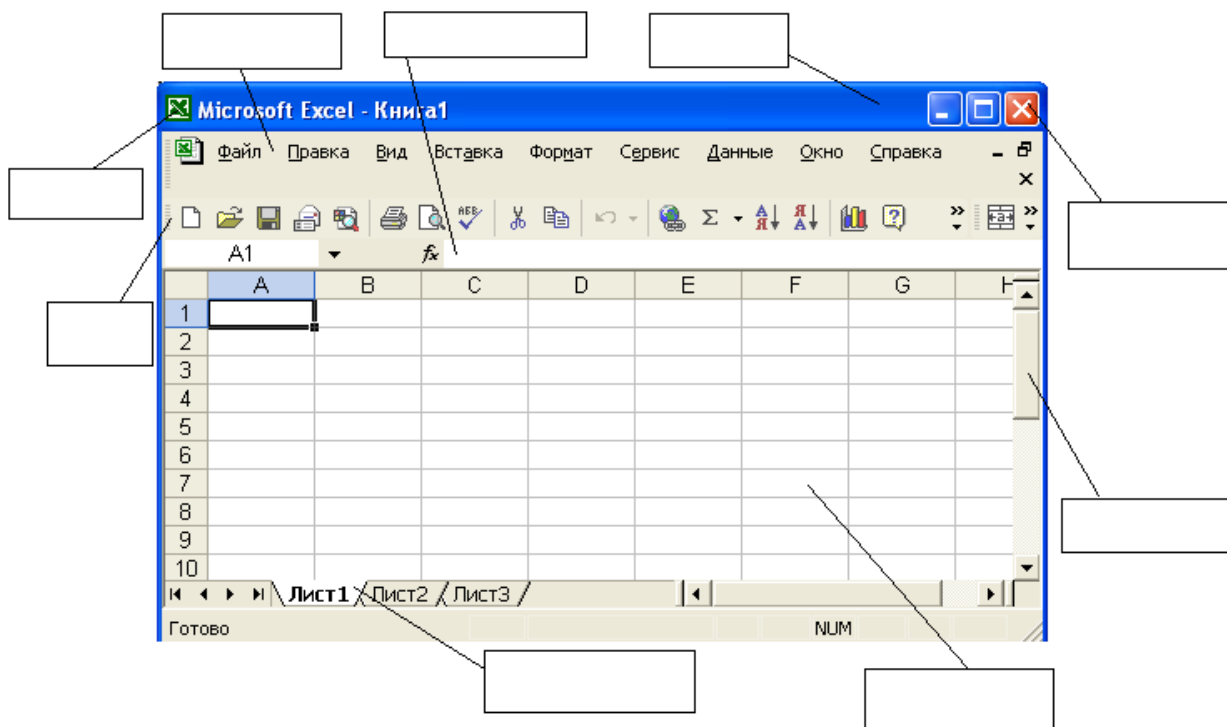 Microsoft Excel - Книга1
Файл Правка Вид Вставка Формат Сервис Данные Окно Справка
A1 fx
A B C D E F G H
1
2
3
4
5
6
7
8
9
10
Лист1 Лист2 Лист3
Готово NUM